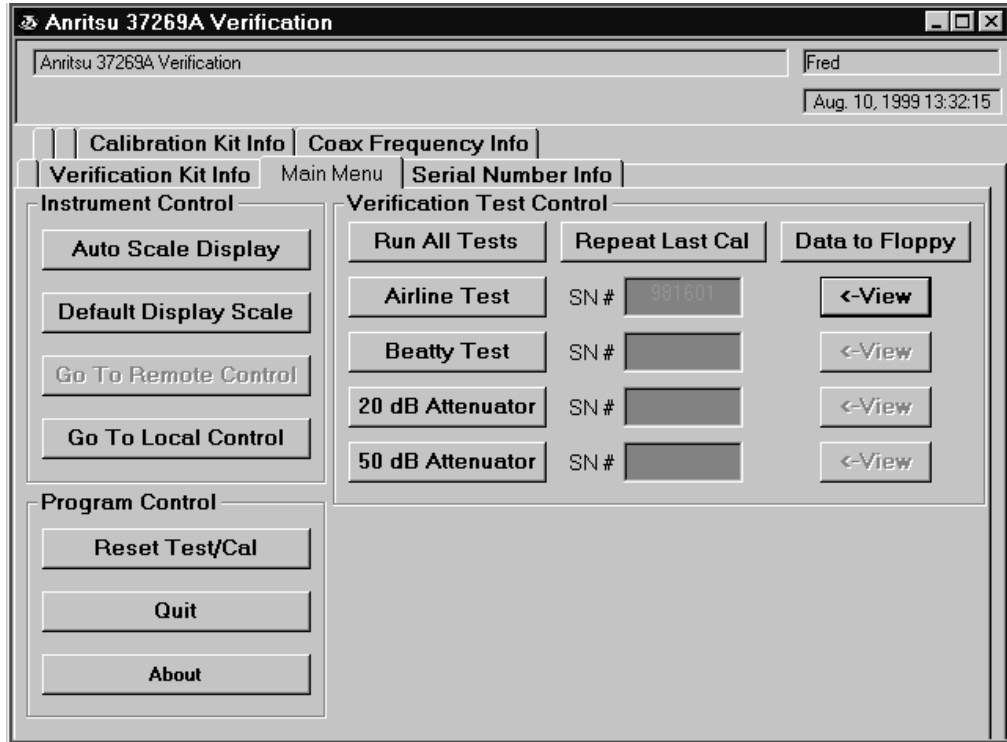 Anritsu 37269A Verification
Anritsu 37269A Verification
Fred
Aug. 10, 1999 13:32:15
Calibration Kit Info
Coax Frequency Info
Verification Kit Info
Main Menu
Serial Number Info
Instrument Control
Auto Scale Display
Default Display Scale
Go To Remote Control
Go To Local Control
Program Control
Reset Test/Cal
Quit
About
Verification Test Control
Run All Tests
Repeat Last Cal
Data to Floppy
Airline Test SN # 981601 <-View
Beatty Test SN # <-View
20 dB Attenuator SN # <-View
50 dB Attenuator SN # <-View